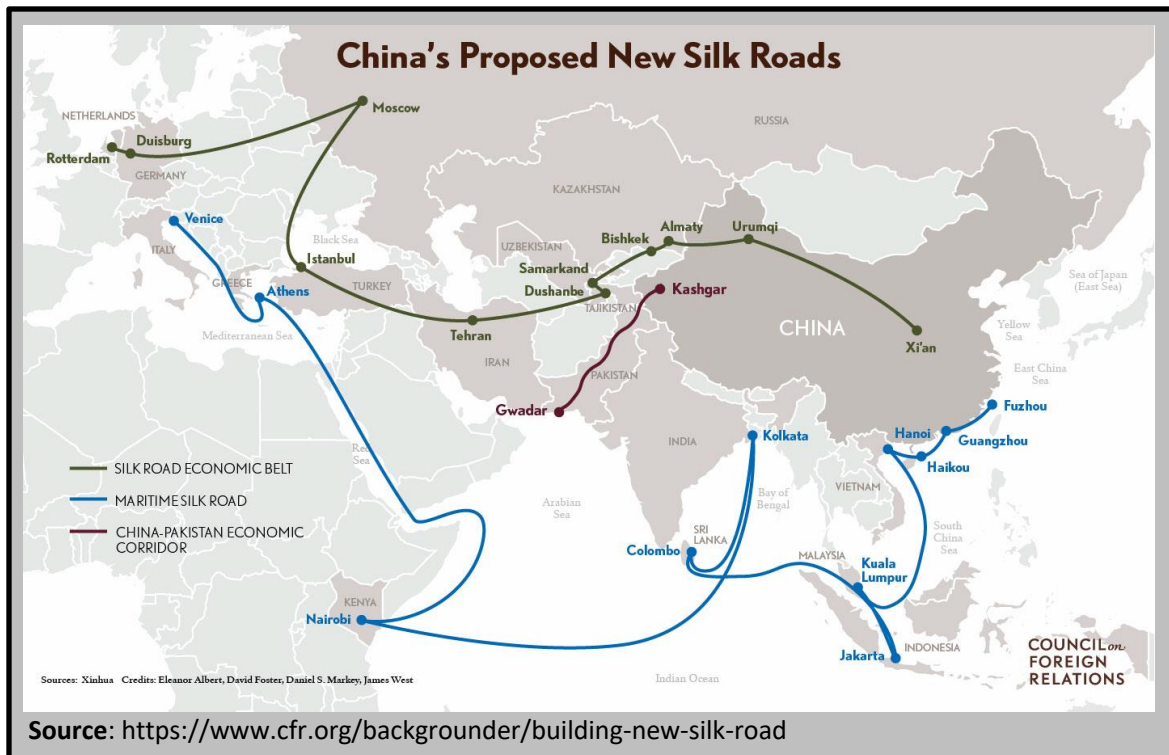 China's Proposed New Silk Roads
NETHERLANDS
Moscow
RUSSIA
Duisburg
Rotterdam
GERMANY
KAZAKHSTAN
Venice
Almaty
Urumqi
Black Sea
Bishkek
UZBEKISTAN
ITALY
Istanbul
Samarkand
Sea of Japan
(East Sea)
GREECE
TURKEY
Athens
Dushanbe
TAJIKISTAN
Kashgar
CHINA
Yellow
Sea
Mediterranean Sea
Tehran
Xi'an
IRAN
PAKISTAN
East China
Sea
Gwadar
Fuzhou
INDIA
Kolkata
Hanoi
Guangzhou
Red
Sea
Haikou
SILK ROAD ECONOMIC BELT
MARITIME SILK ROAD
CHINA-PAKISTAN ECONOMIC
CORRIDOR
Arabian
Sea
Bay of
Bengal
VIETNAM
SRI
LANKA
South
China
Sea
Colombo
MALAYSIA
Kuala
Lumpur
KENYA
Nairobi
Jakarta
INDONESIA
COUNCIL on
FOREIGN
RELATIONS
Sources: Xinhua Credits: Eleanor Albert, David Foster, Daniel S. Markey, James West
Indian Ocean
Source: https://www.cfr.org/backgrounder/building-new-silk-road